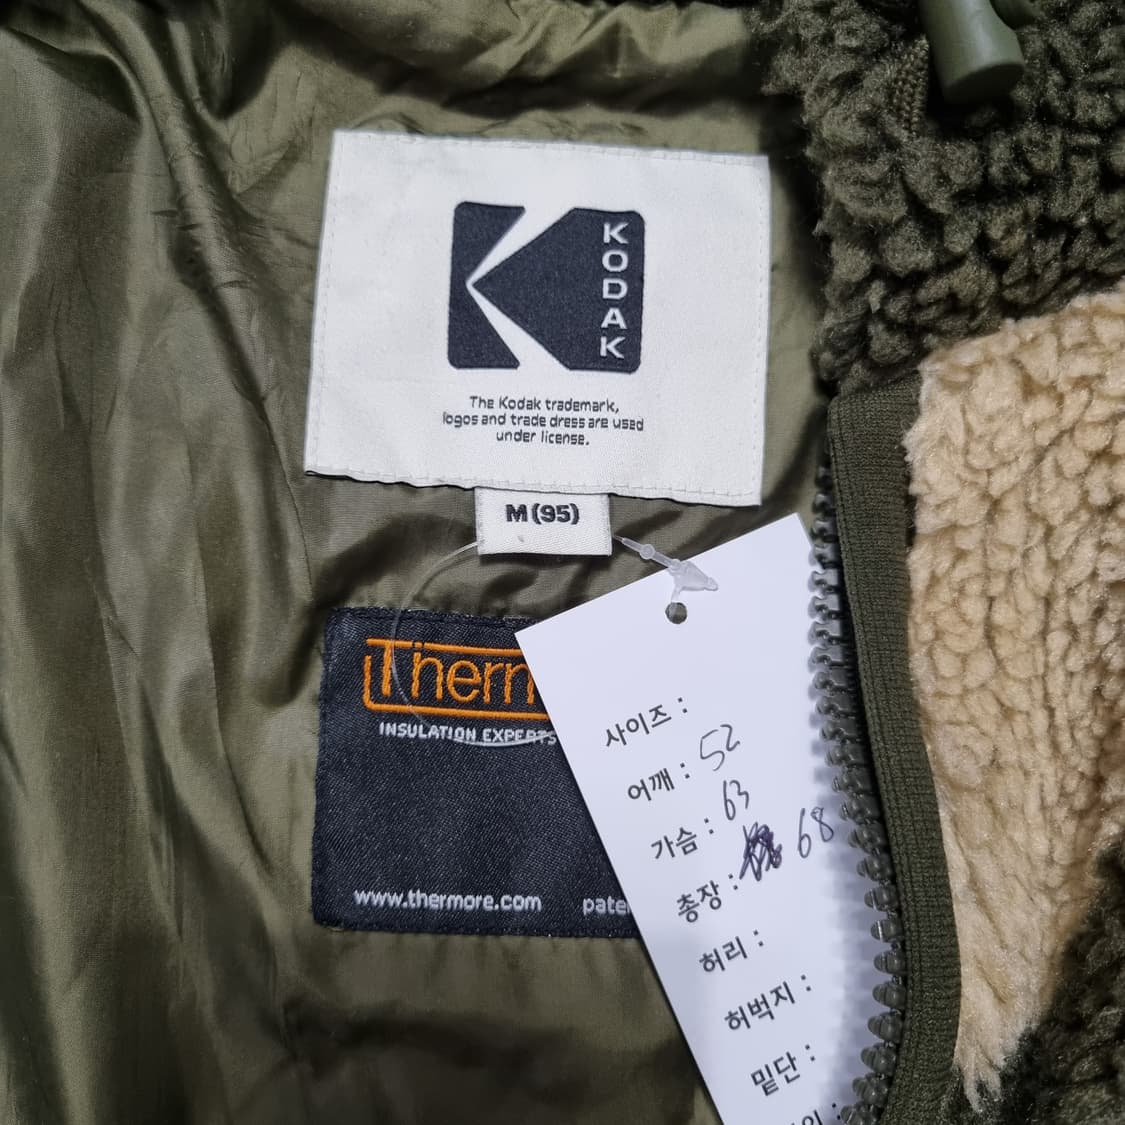 KODAK
The Kodak trademark,
logos and trade dress are used
under license.
M (95)
INSULATION EXPERTS
www.thermore.com
사이즈 :
어깨 : 52
가슴 : 63
총장 : 68
허리 :
허벅지 :
밑단 :